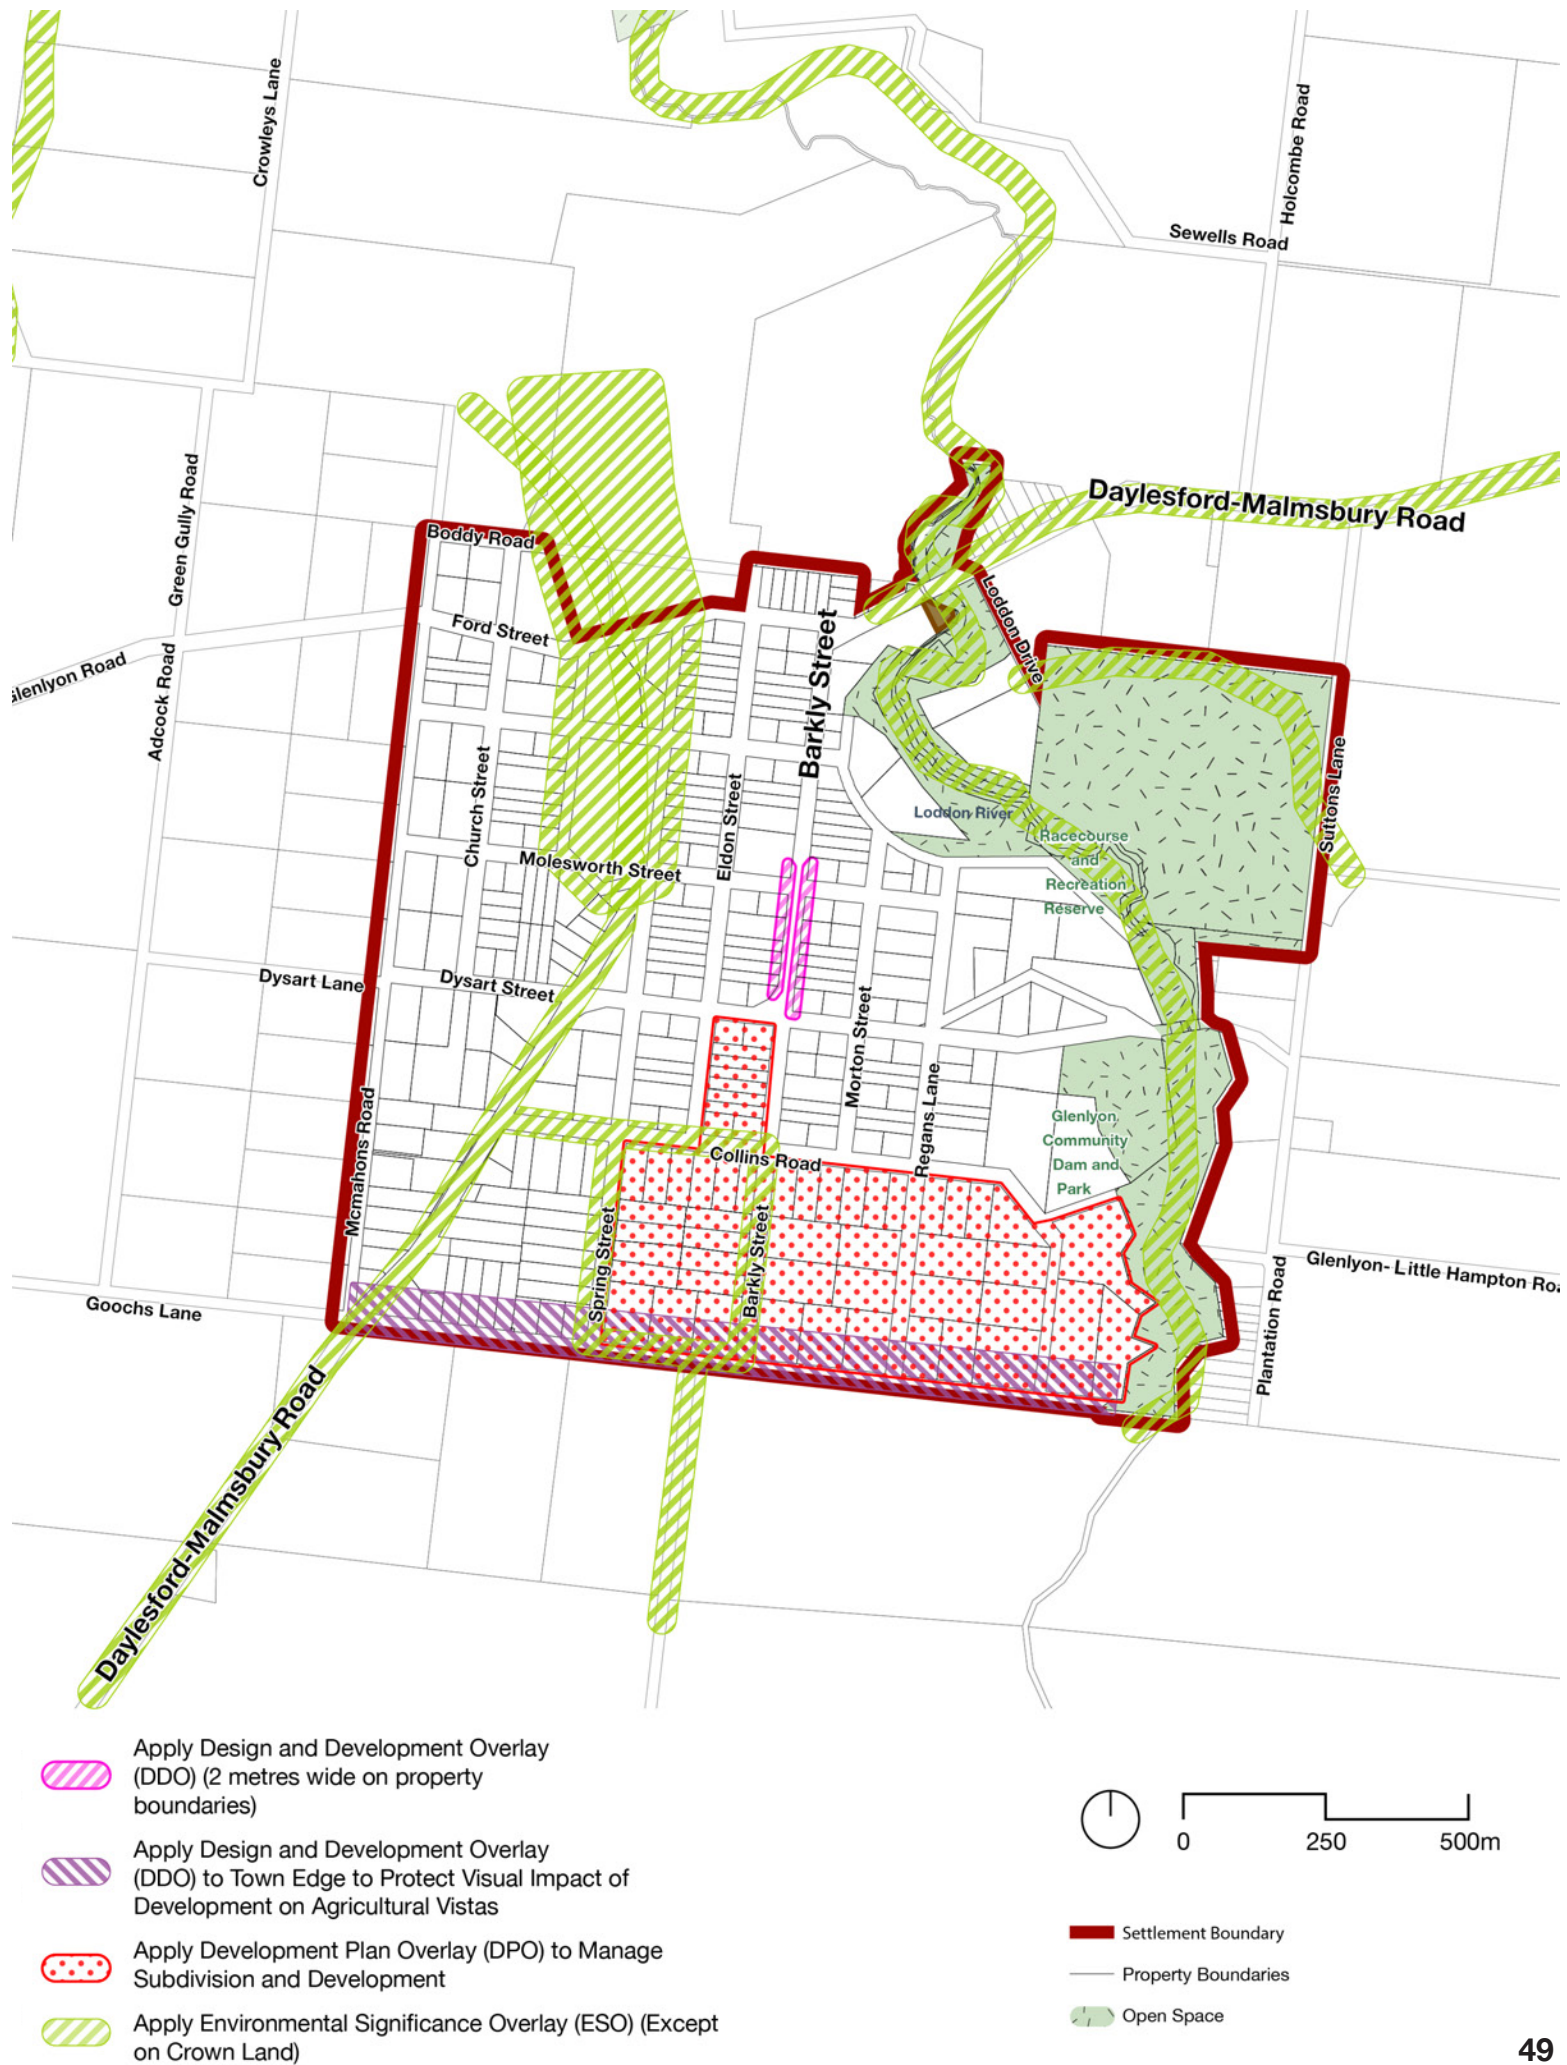 Crowleys Lane
Holcombe Road
Sewells Road
Daylesford-Malmsbury Road
Green Gully Road
Boddy Road
Loddon Drive
Ford Street
Barkly Street
Glenlyon Road
Adcock Road
Suttons Lane
Church Street
Eldon Street
Loddon River
Racecourse
and
Recreation
Reserve
Molesworth Street
Dysart Lane
Dysart Street
Morton Street
Regans Lane
Mcmahons Road
Glenlyon
Community
Dam and
Park
Collins Road
Spring Street
Barkly Street
Glenlyon- Little Hampton Roa
Plantation Road
Goochs Lane
Daylesford-Malmsbury Road
Apply Design and Development Overlay
(DDO) (2 metres wide on property
boundaries)
Apply Design and Development Overlay
(DDO) to Town Edge to Protect Visual Impact of
Development on Agricultural Vistas
Apply Development Plan Overlay (DPO) to Manage
Subdivision and Development
Apply Environmental Significance Overlay (ESO) (Except
on Crown Land)
0 250 500m
Settlement Boundary
Property Boundaries
Open Space
49